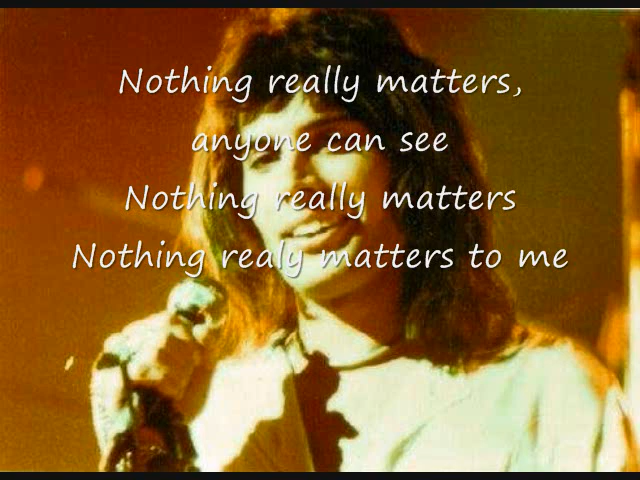 Nothing really matters,
anyone can see
Nothing really matters
Nothing realy matters to me